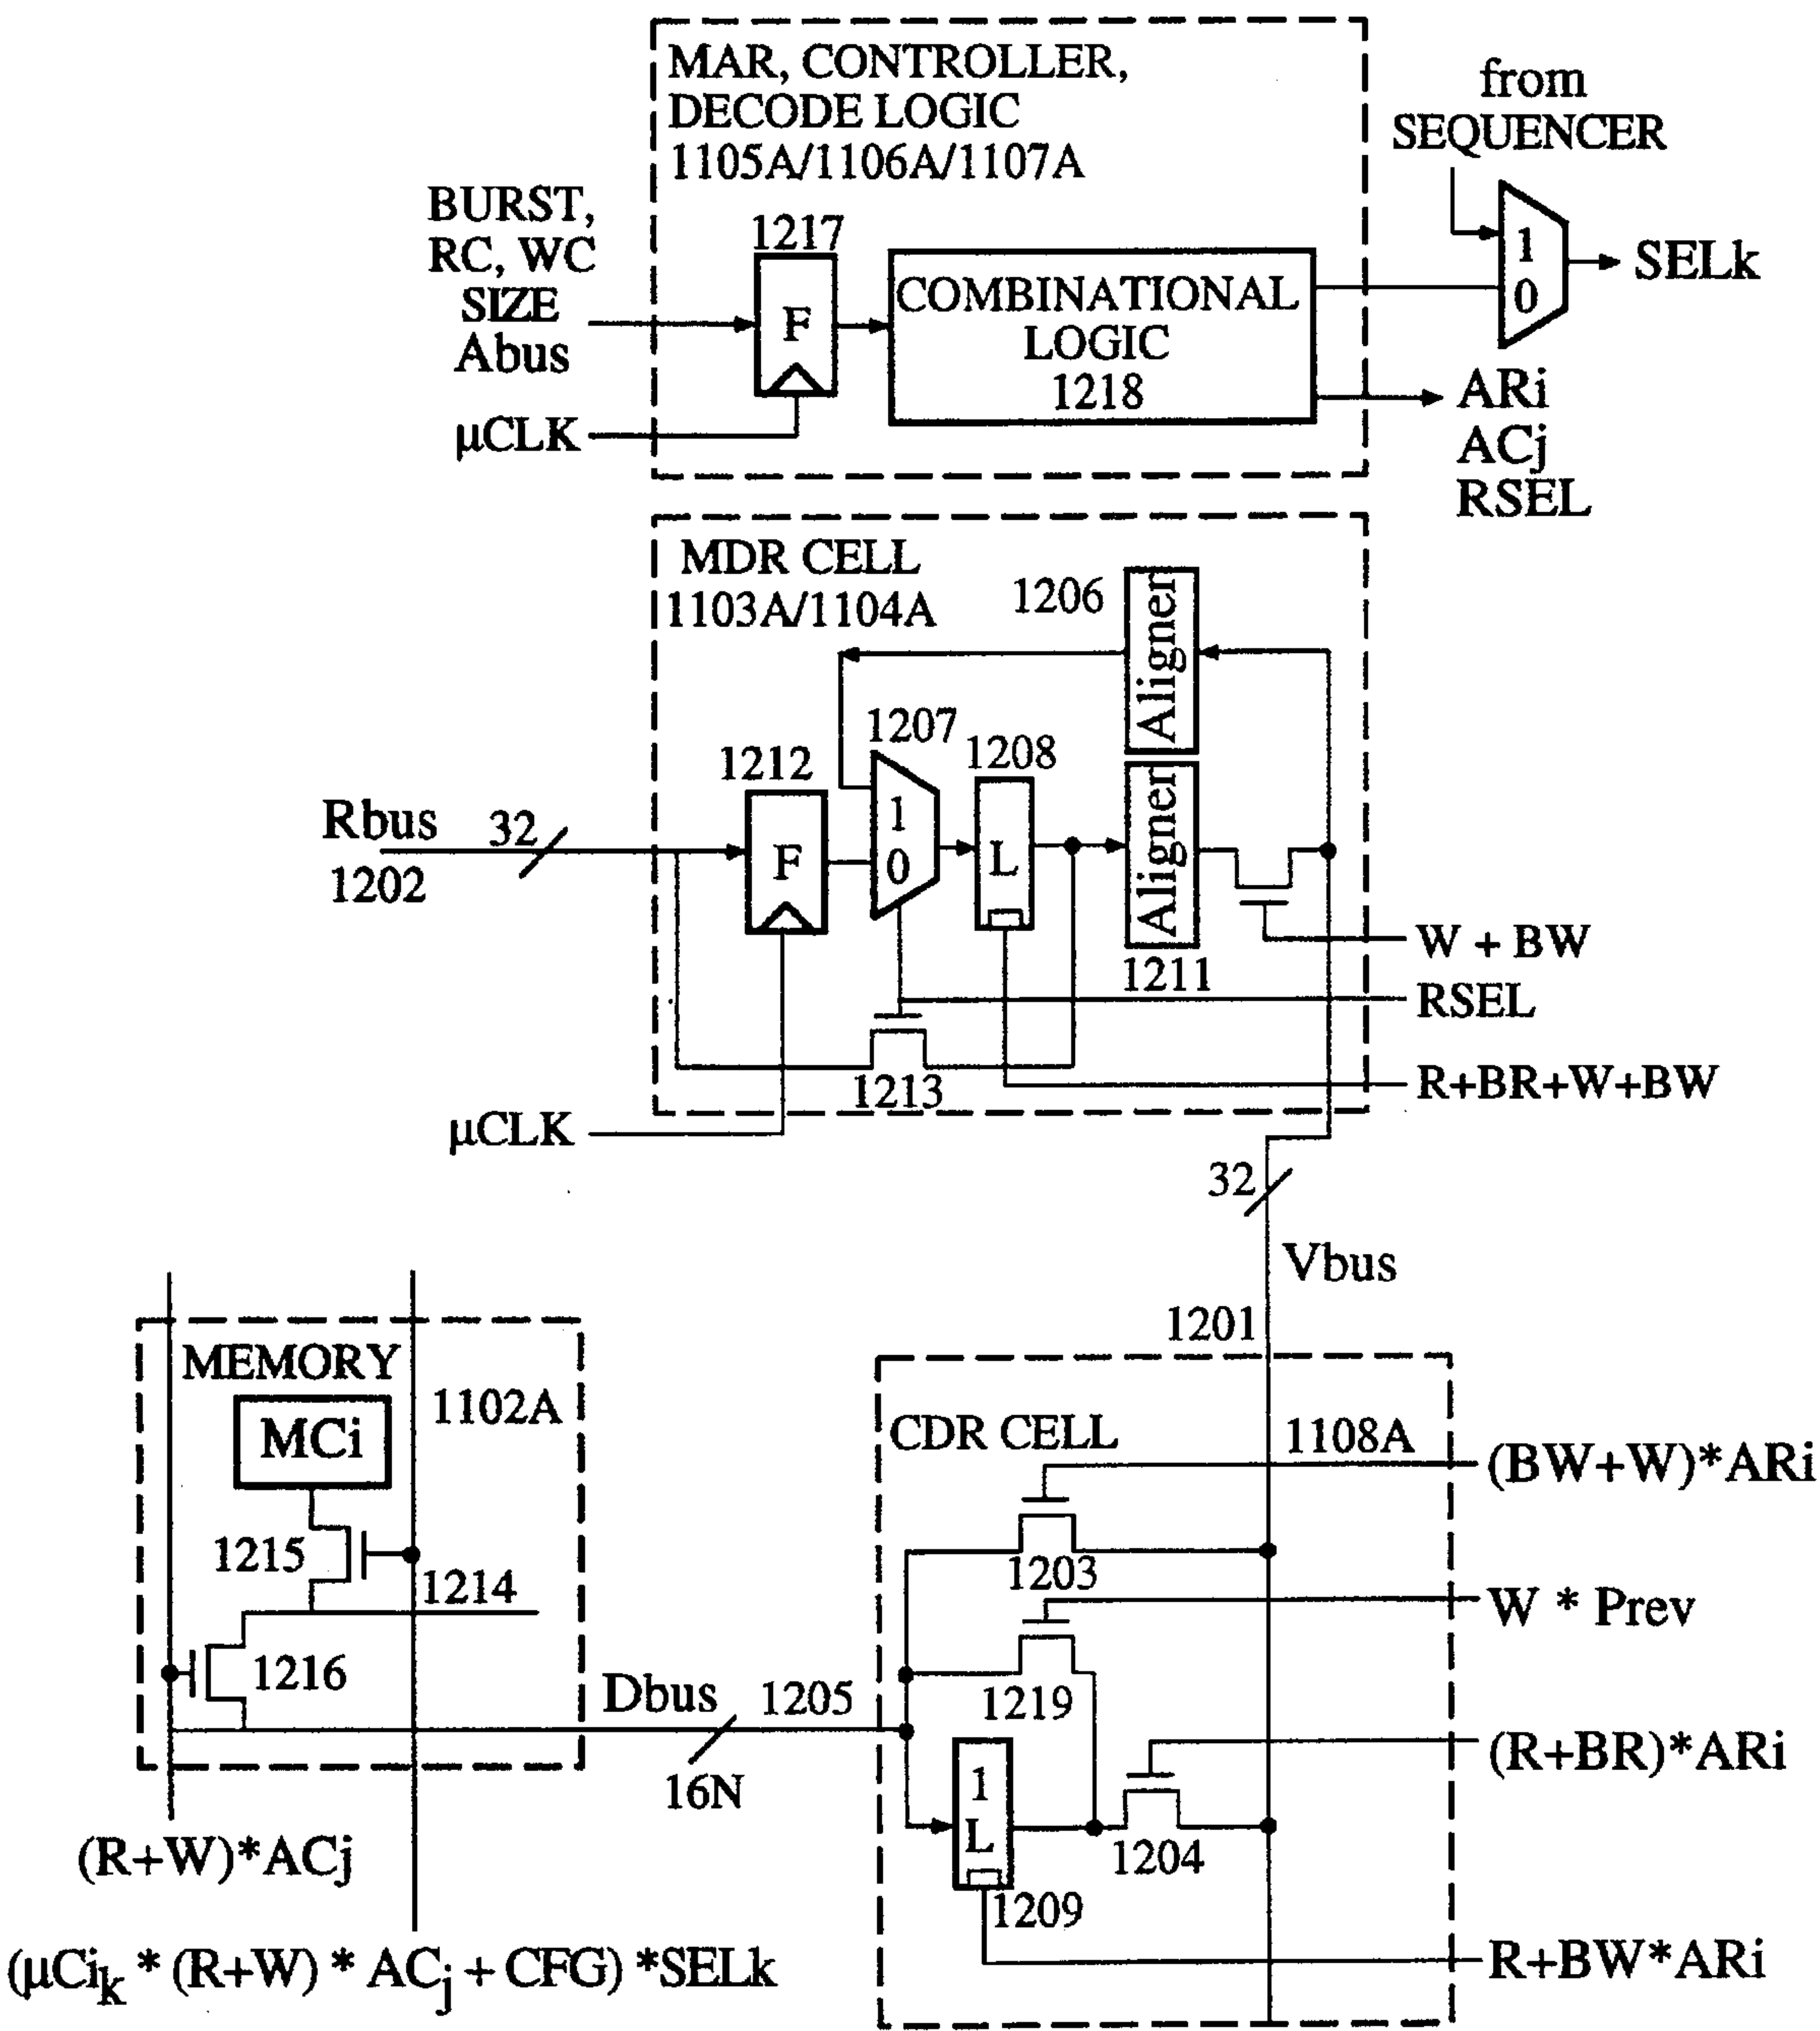 MAR, CONTROLLER,
DECODE LOGIC
1105A/1106A/1107A
from
SEQUENCER
BURST,
RC, WC
SIZE
Abus
μCLK
1217
F
COMBINATIONAL
LOGIC
1218
1
0
SELk
ARi
ACj
RSEL
MDR CELL
1103A/1104A
1206
Aligner
1207
1208
1212
Rbus
32
1202
F
1
0
L
Aligner
1211
W + BW
RSEL
1213
R+BR+W+BW
μCLK
32
Vbus
1201
MEMORY
1102A
MCi
1215
1214
1216
Dbus
1205
16N
(R+W)*ACj
(μCik * (R+W) * ACj + CFG) *SELk
CDR CELL
1108A
(BW+W)*ARi
1203
W * Prev
1219
(R+BR)*ARi
1
L
1204
1209
R+BW*ARi